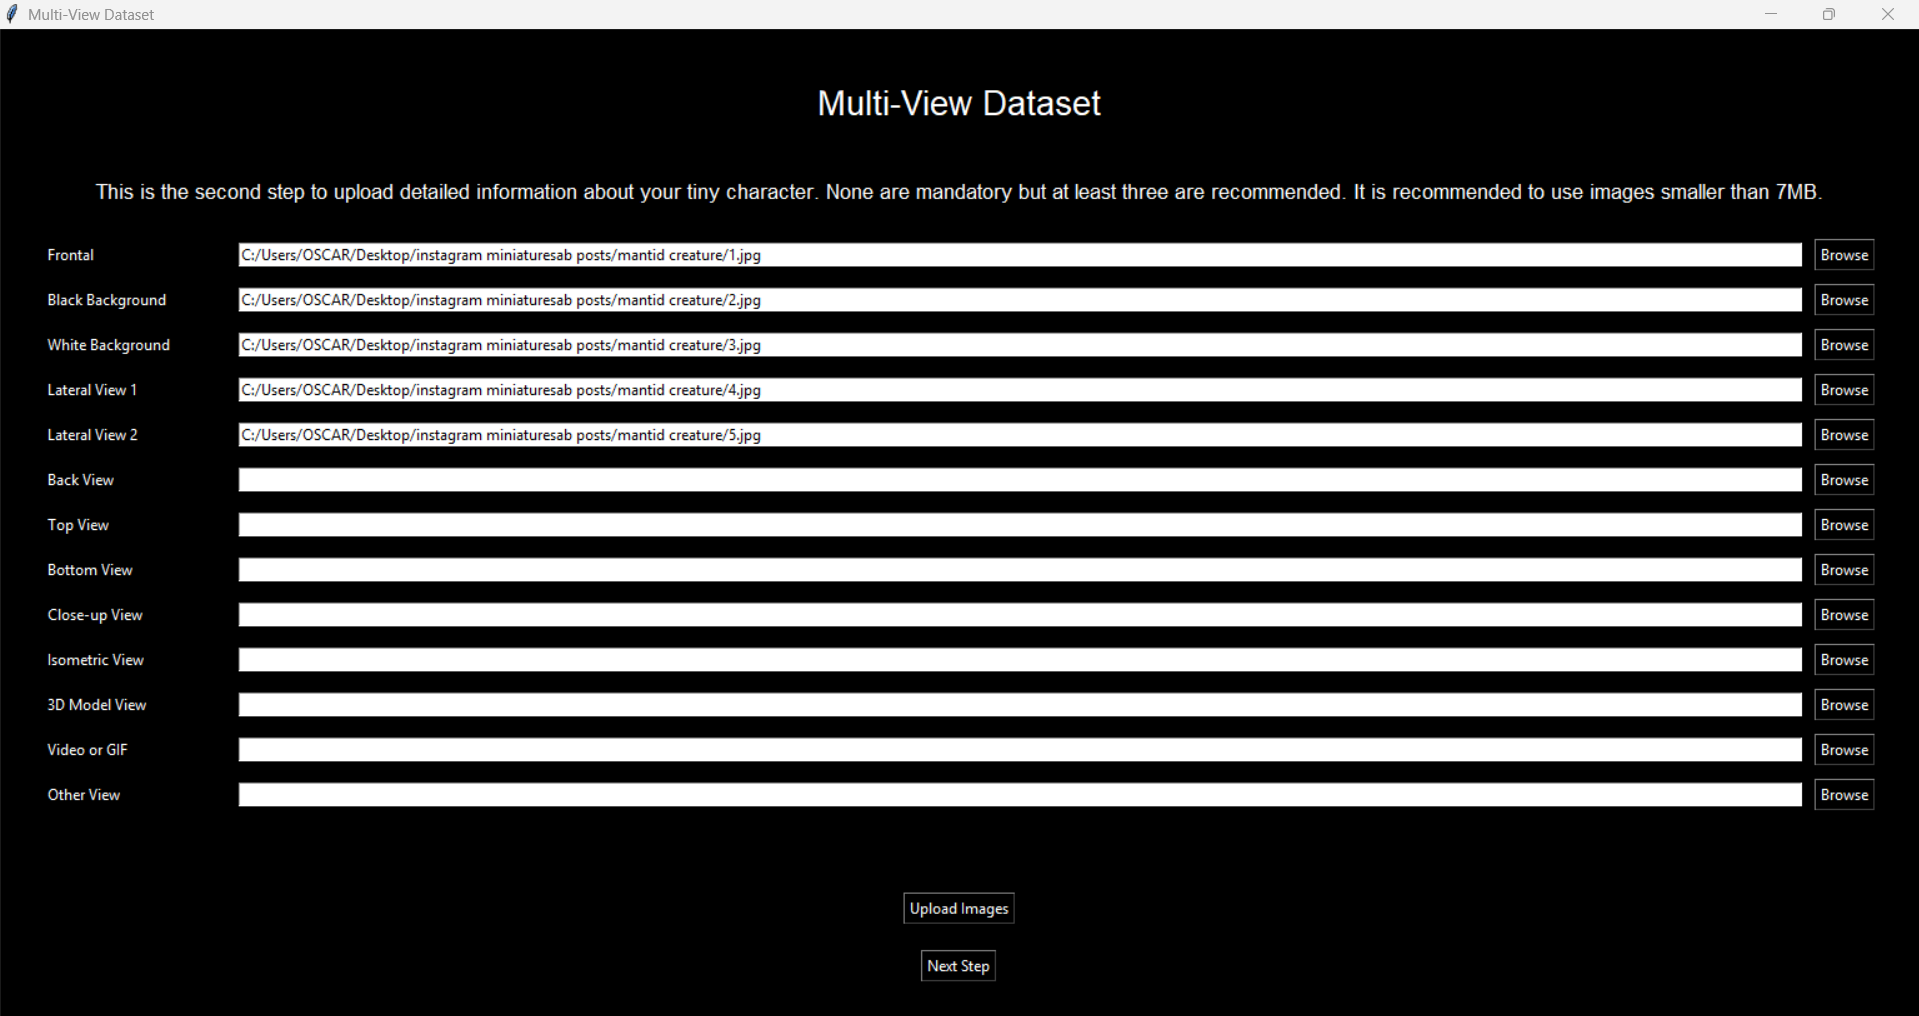 Multi-View Dataset
Multi-View Dataset
This is the second step to upload detailed information about your tiny character. None are mandatory but at least three are recommended. It is recommended to use images smaller than 7MB.
Frontal C:/Users/OSCAR/Desktop/instagram miniaturesab posts/mantid creature/1.jpg Browse
Black Background C:/Users/OSCAR/Desktop/instagram miniaturesab posts/mantid creature/2.jpg Browse
White Background C:/Users/OSCAR/Desktop/instagram miniaturesab posts/mantid creature/3.jpg Browse
Lateral View 1 C:/Users/OSCAR/Desktop/instagram miniaturesab posts/mantid creature/4.jpg Browse
Lateral View 2 C:/Users/OSCAR/Desktop/instagram miniaturesab posts/mantid creature/5.jpg Browse
Back View Browse
Top View Browse
Bottom View Browse
Close-up View Browse
Isometric View Browse
3D Model View Browse
Video or GIF Browse
Other View Browse
Upload Images
Next Step